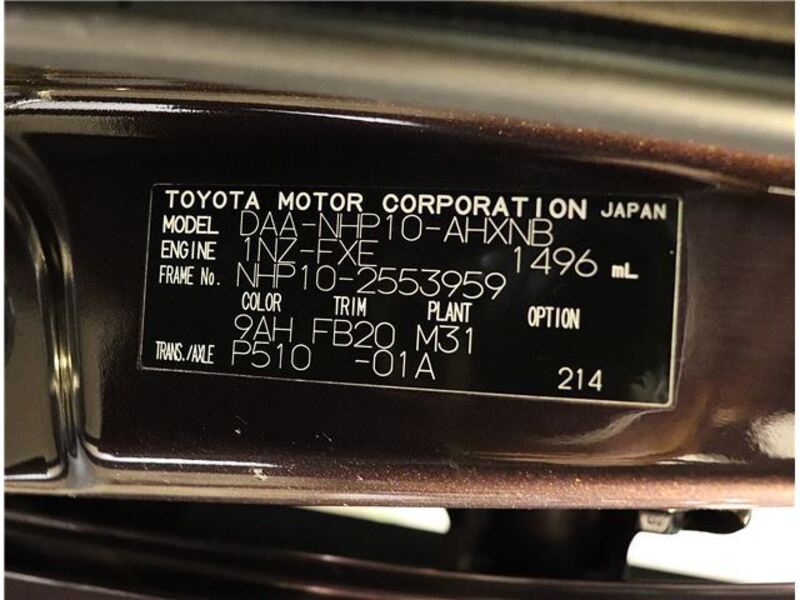 TOYOTA MOTOR CORPORATION JAPAN
MODEL DAA-NHP10-AHXNB
ENGINE 1NZ-FXE 1496 mL
FRAME No. NHP10-2553959
COLOR TRIM PLANT OPTION
9AH FB20 M31
TRANS./AXLE P510 -01A
214